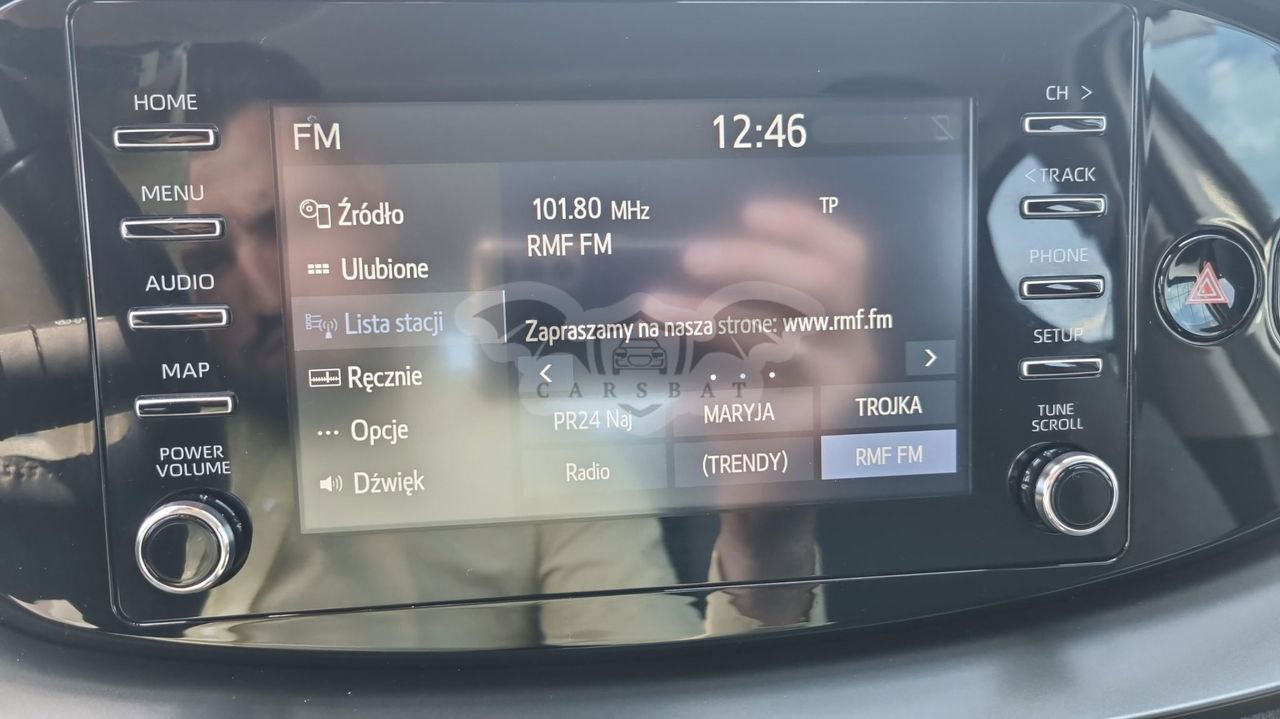 HOME
MENU
AUDIO
MAP
POWER
VOLUME
FM
12:46
Źródło
Ulubione
Lista stacji
Ręcznie
Opcje
Dźwięk
101.80 MHz
TP
RMF FM
Zapraszamy na nasza strone: www.rmf.fm
<
>
CARSBAT
PR24 Naj
MARYJA
TROJKA
Radio
(TRENDY)
RMF FM
CH >
< TRACK
PHONE
SETUP
TUNE
SCROLL